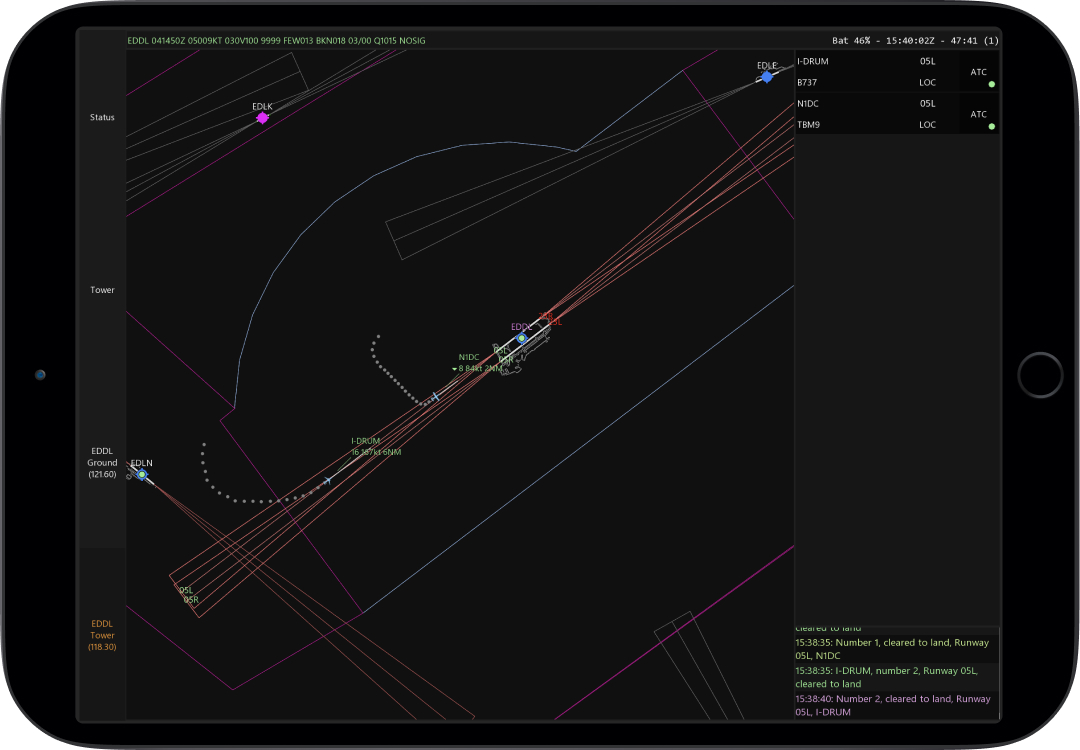 EDDL 041450Z 05009KT 030V100 9999 FEW013 BKN018 03/00 Q1015 NOSIG
Bat 46% - 15:40:02Z - 47:41 (1)
Status
Tower
EDDL
Ground
(121.60)
EDDL
Tower
(118.30)
EDLK
EDLE
EDDL
05L
05R
05L
N1DC
8 84kt 2NM
I-DRUM
6NM
EDLN
05L
05R
I-DRUM 05L
ATC
B737 LOC
N1DC 05L
ATC
TBM9 LOC
cleared to land
15:38:35: Number 1, cleared to land, Runway
05L, N1DC
15:38:35: I-DRUM, number 2, Runway 05L,
cleared to land
15:38:40: Number 2, cleared to land, Runway
05L, I-DRUM